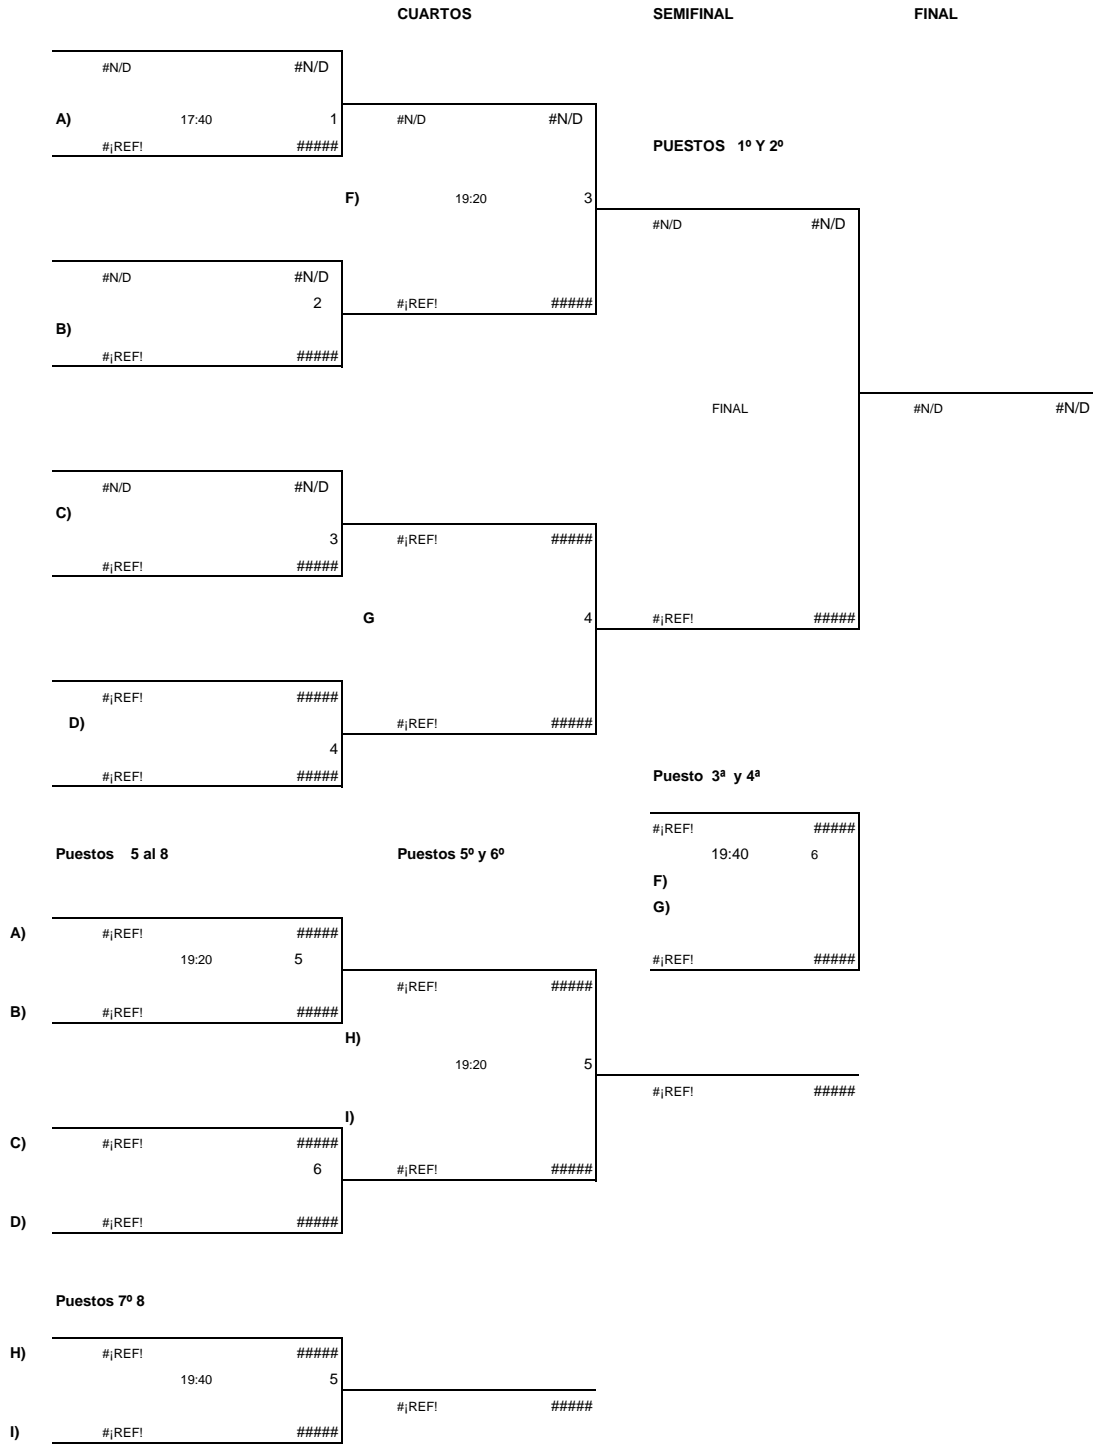 CUARTOS SEMIFINAL FINAL
#N/D #N/D
A) 17:40 1 #N/D #N/D
#¡REF! ##### PUESTOS 1º Y 2º
F) 19:20 3
#N/D #N/D
#N/D #N/D
2 #¡REF! #####
B)
#¡REF! #####
FINAL #N/D #N/D
#N/D #N/D
C)
3 #¡REF! #####
#¡REF! #####
G 4 #¡REF! #####
#¡REF! #####
D) #¡REF! #####
4
#¡REF! ##### Puesto 3ª y 4ª
#¡REF! #####
Puestos 5 al 8 Puestos 5º y 6º 19:40 6
F)
G)
A) #¡REF! #####
19:20 5 #¡REF! #####
#¡REF! #####
B) #¡REF! #####
H)
19:20 5
#¡REF! #####
I)
C) #¡REF! #####
6 #¡REF! #####
D) #¡REF! #####
Puestos 7º 8
H) #¡REF! #####
19:40 5
#¡REF! #####
I) #¡REF! #####